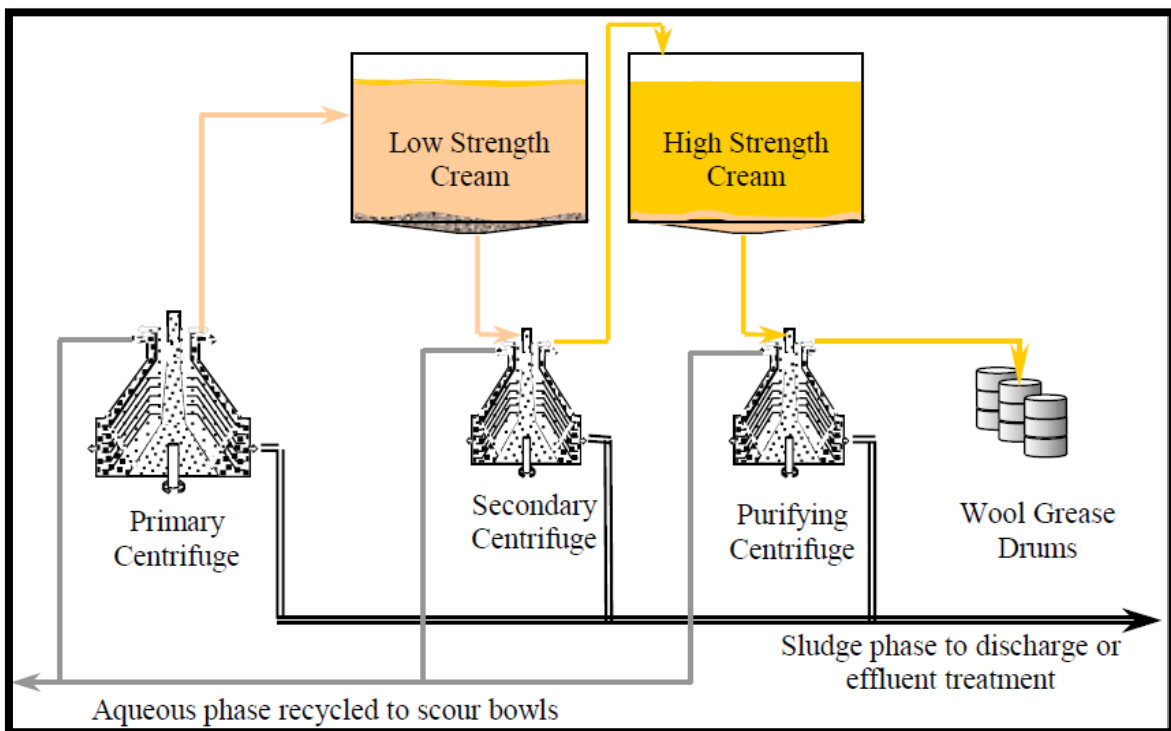 Low Strength
Cream
High Strength
Cream
Primary
Centrifuge
Secondary
Centrifuge
Purifying
Centrifuge
Wool Grease
Drums
Sludge phase to discharge or
effluent treatment
Aqueous phase recycled to scour bowls